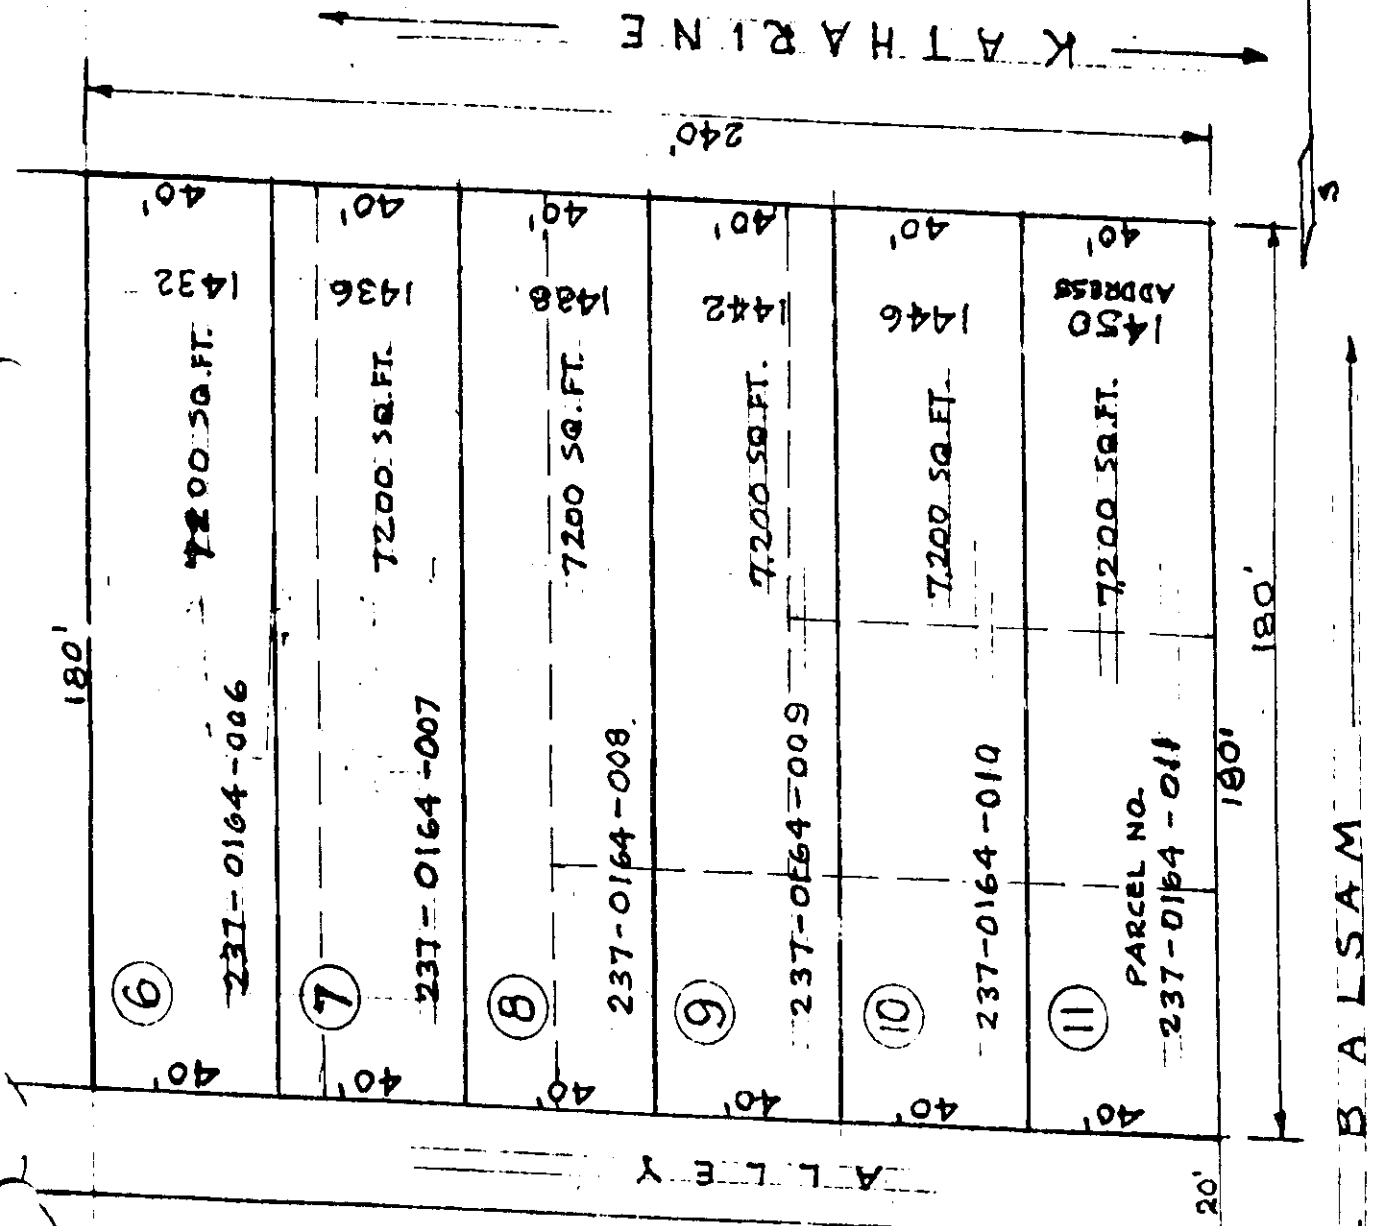 KATHARINE
240'
40'
40'
40'
40'
40'
40'
1432
1436
1438
1442
1446
ADDRESS
1450
7200 SQ.FT.
7200 SQ.FT.
7200 SQ.FT.
7200 SQ.FT.
7200 SQ.FT.
7200 SQ.FT.
180'
180'
180'
237-0164-006
237-0164-007
237-0164-008
237-0164-009
237-0164-010
PARCEL NO.
237-0164-011
6
7
8
9
10
11
40'
40'
40'
40'
40'
40'
ALLEY
20'
BALSAM
S